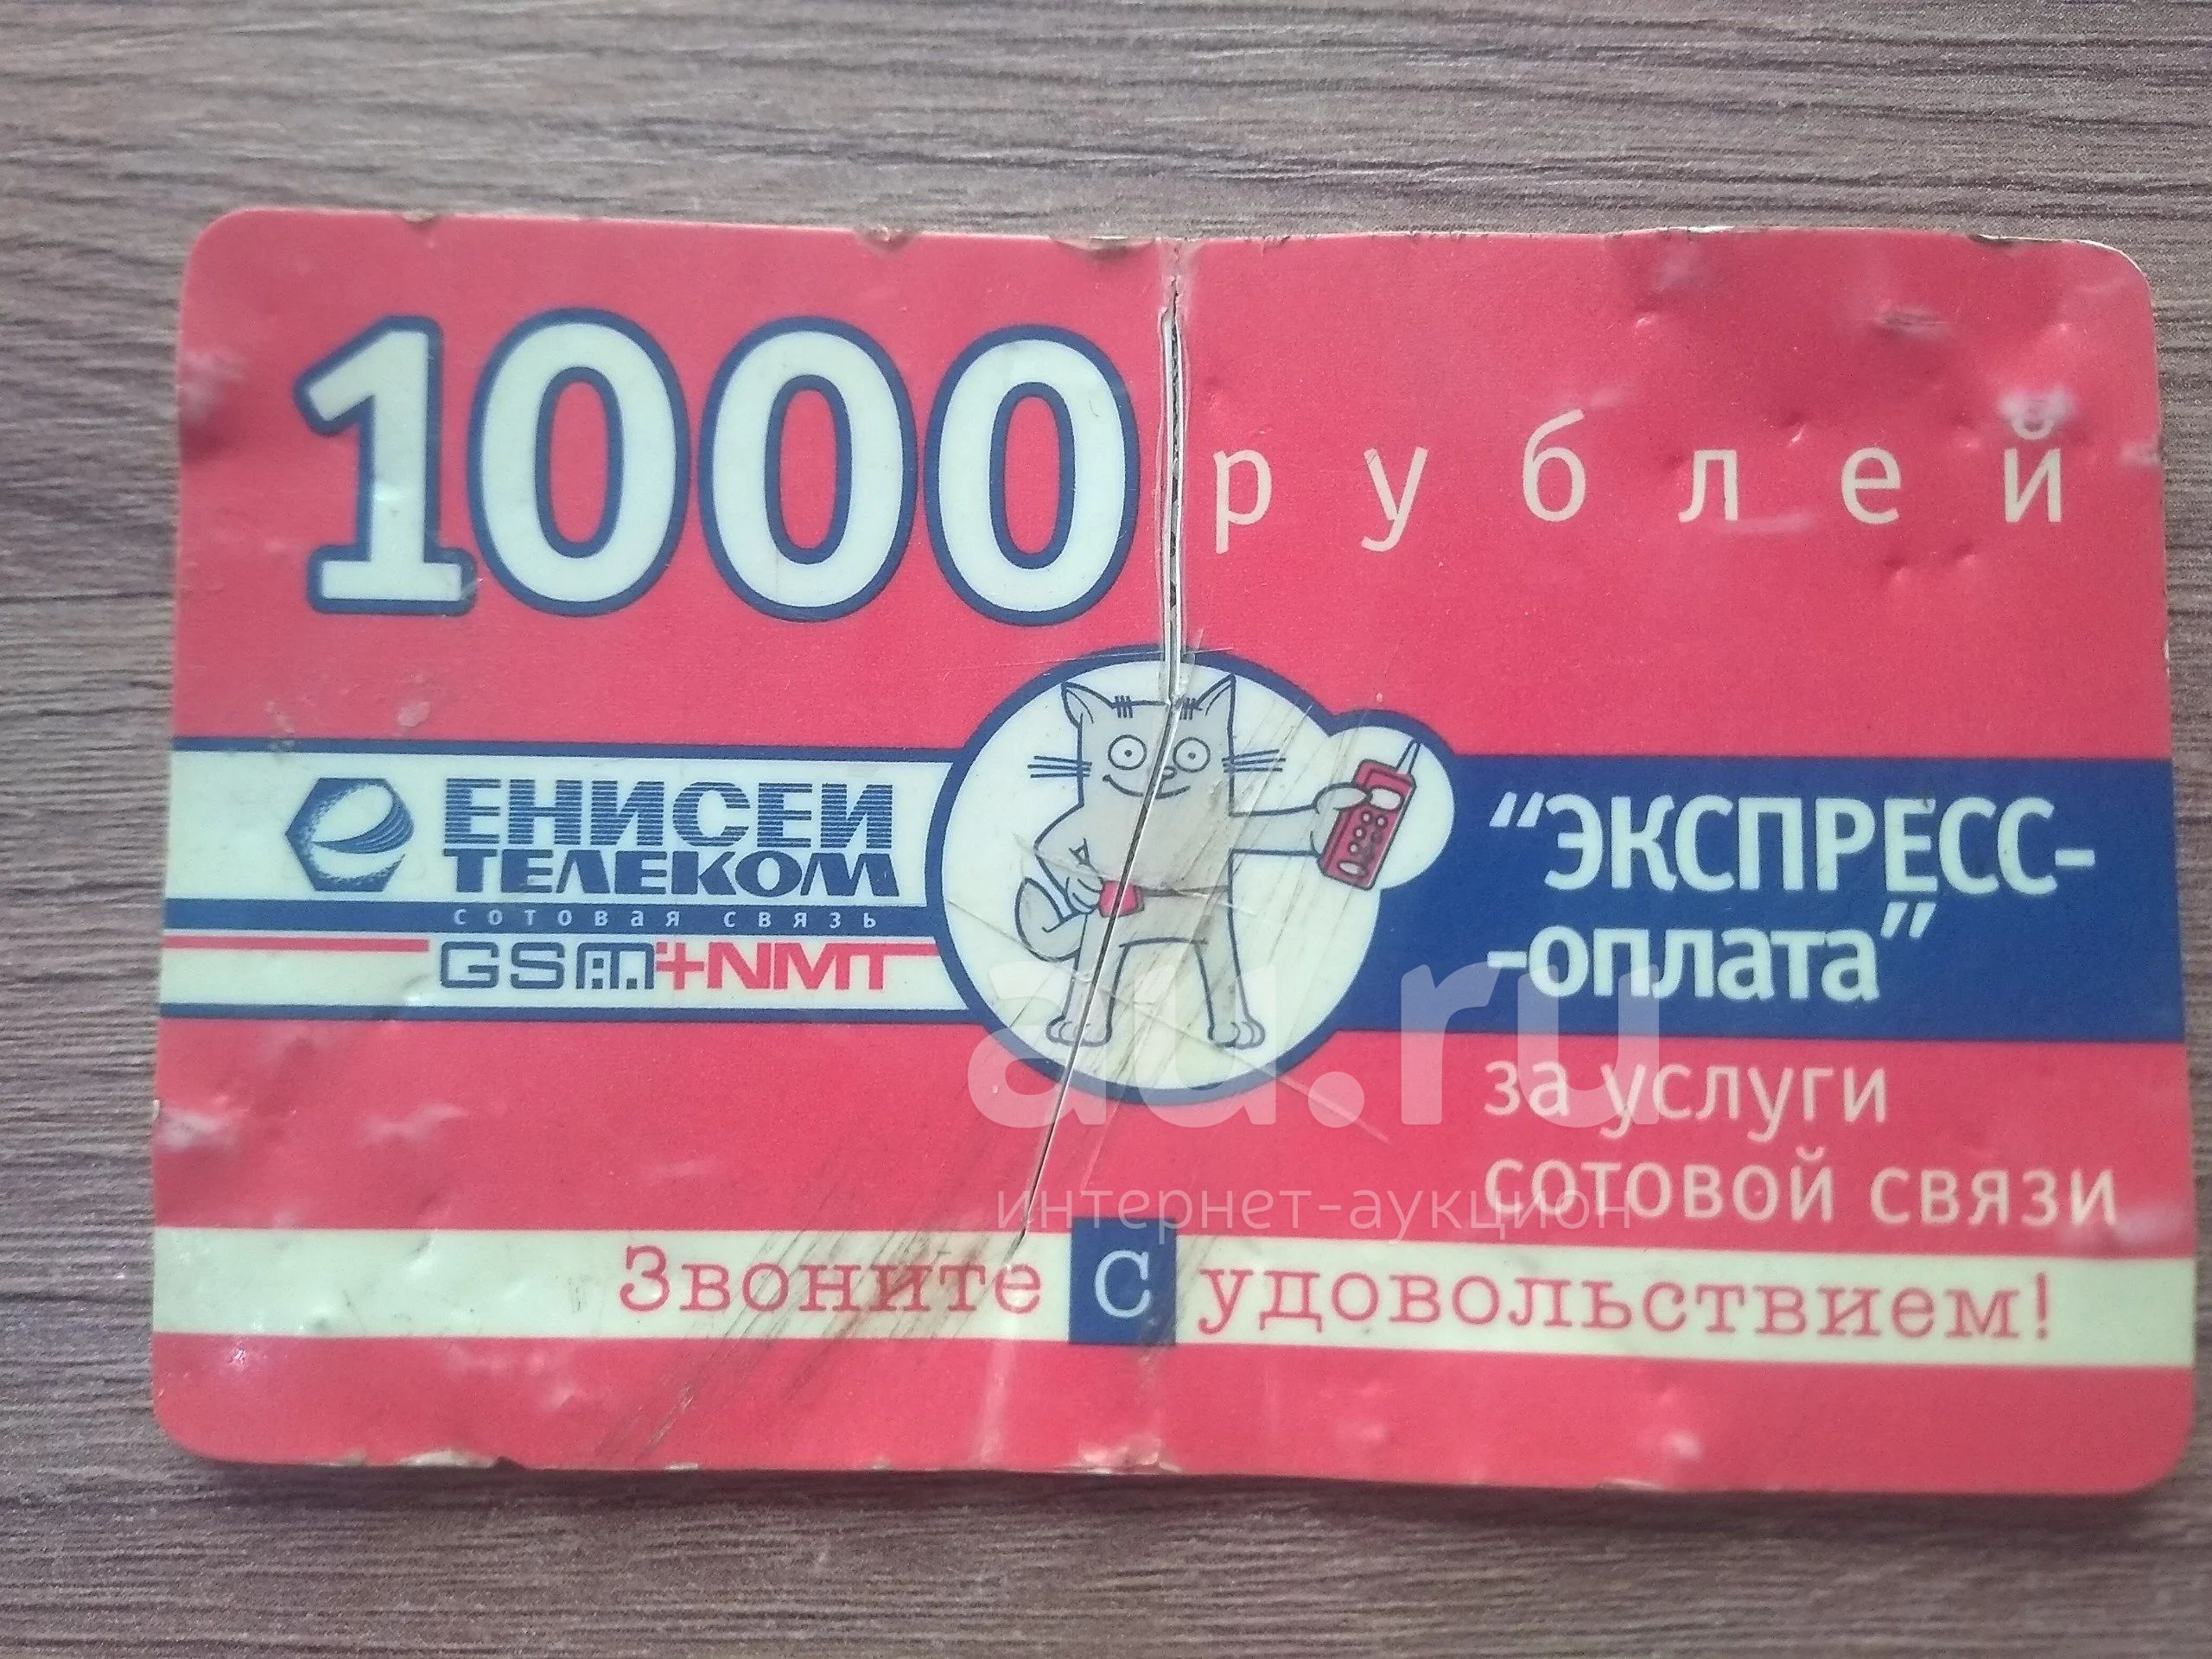 1000 рублей
ЕНИСЕЙ
ТЕЛЕКОМ
сотовая связь
GSM+NMT
“ЭКСПРЕСС-
-оплата”
за услуги
сотовой связи
Звоните С удовольствием!
au.ru
интернет-аукцион